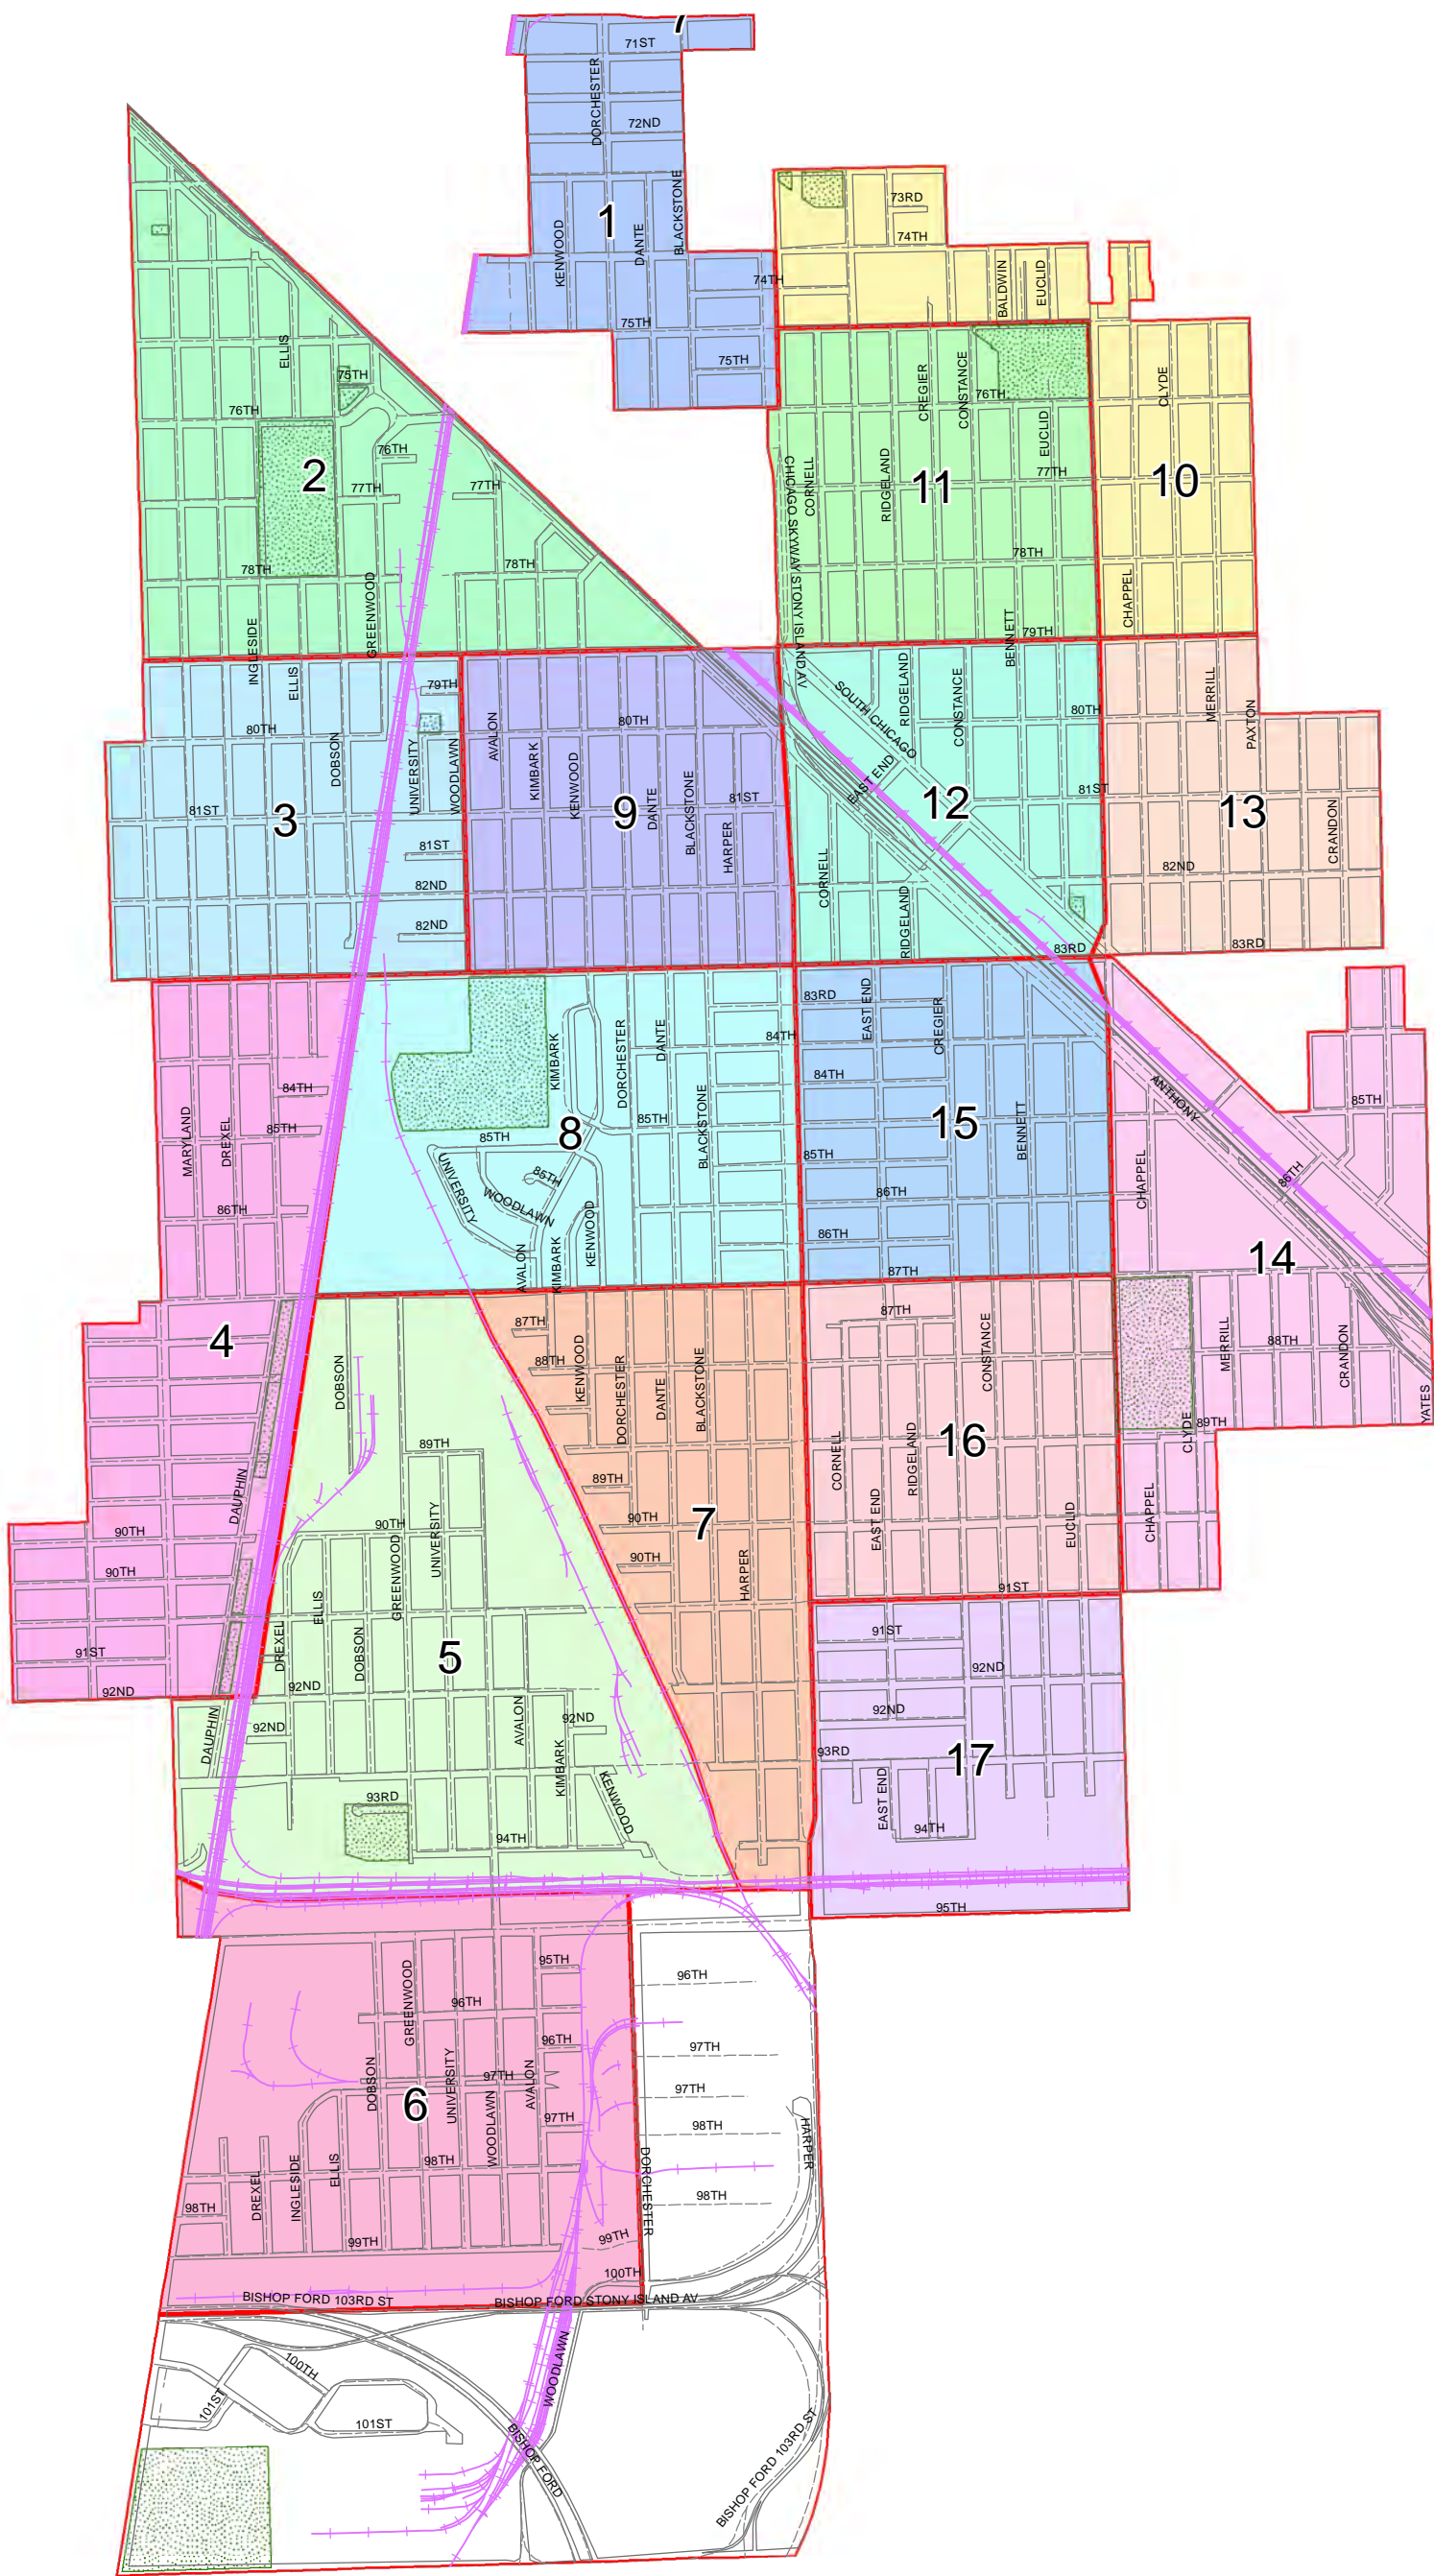 7
71ST
DORCHESTER
72ND
BLACKSTONE
1
KENWOOD
DANTE
73RD
74TH
74TH
BALDWIN
EUCLID
75TH
75TH
ELLIS
75TH
76TH
76TH
2
77TH
77TH
78TH
78TH
GREENWOOD
CREGIER
CONSTANCE
76TH
EUCLID
CLYDE
CHICAGO SKYWAY STONY ISLAND AV
CORNELL
RIDGELAND
11
77TH
10
78TH
CHAPPEL
79TH
BENNETT
INGLESIDE
ELLIS
79TH
80TH
DOBSON
UNIVERSITY
WOODLAWN
81ST
3
81ST
82ND
82ND
AVALON
80TH
KIMBARK
KENWOOD
9
DANTE
BLACKSTONE
81ST
HARPER
SOUTH CHICAGO
RIDGELAND
CONSTANCE
80TH
EAST END
12
81ST
CORNELL
RIDGELAND
83RD
MERRILL
PAXTON
13
CRANDON
82ND
83RD
MARYLAND
DREXEL
84TH
85TH
86TH
4
KIMBARK
DORCHESTER
DANTE
84TH
85TH
8
85TH
BLACKSTONE
UNIVERSITY
85TH
WOODLAWN
KENWOOD
AVALON
KIMBARK
83RD
EAST END
CREGIER
84TH
15
BENNETT
85TH
86TH
86TH
87TH
ANTHONY
85TH
CHAPPEL
86TH
14
MERRILL
88TH
CRANDON
YATES
89TH
CLYDE
CHAPPEL
DAUPHIN
90TH
90TH
91ST
92ND
DAUPHIN
DOBSON
89TH
90TH
UNIVERSITY
GREENWOOD
ELLIS
DREXEL
DOBSON
5
92ND
92ND
AVALON
92ND
KIMBARK
KENWOOD
93RD
94TH
87TH
88TH
KENWOOD
DORCHESTER
DANTE
BLACKSTONE
89TH
90TH
7
90TH
HARPER
87TH
CONSTANCE
CORNELL
RIDGELAND
16
EAST END
EUCLID
91ST
91ST
92ND
92ND
93RD
17
EAST END
94TH
95TH
95TH
GREENWOOD
96TH
96TH
DOBSON
UNIVERSITY
97TH
AVALON
6
WOODLAWN
97TH
98TH
ELLIS
INGLESIDE
DREXEL
98TH
99TH
99TH
96TH
97TH
97TH
98TH
HARPER
DORCHESTER
98TH
100TH
BISHOP FORD 103RD ST
BISHOP FORD STONY ISLAND AV
WOODLAWN
100TH
101ST
101ST
BISHOP FORD
BISHOP FORD 103RD ST